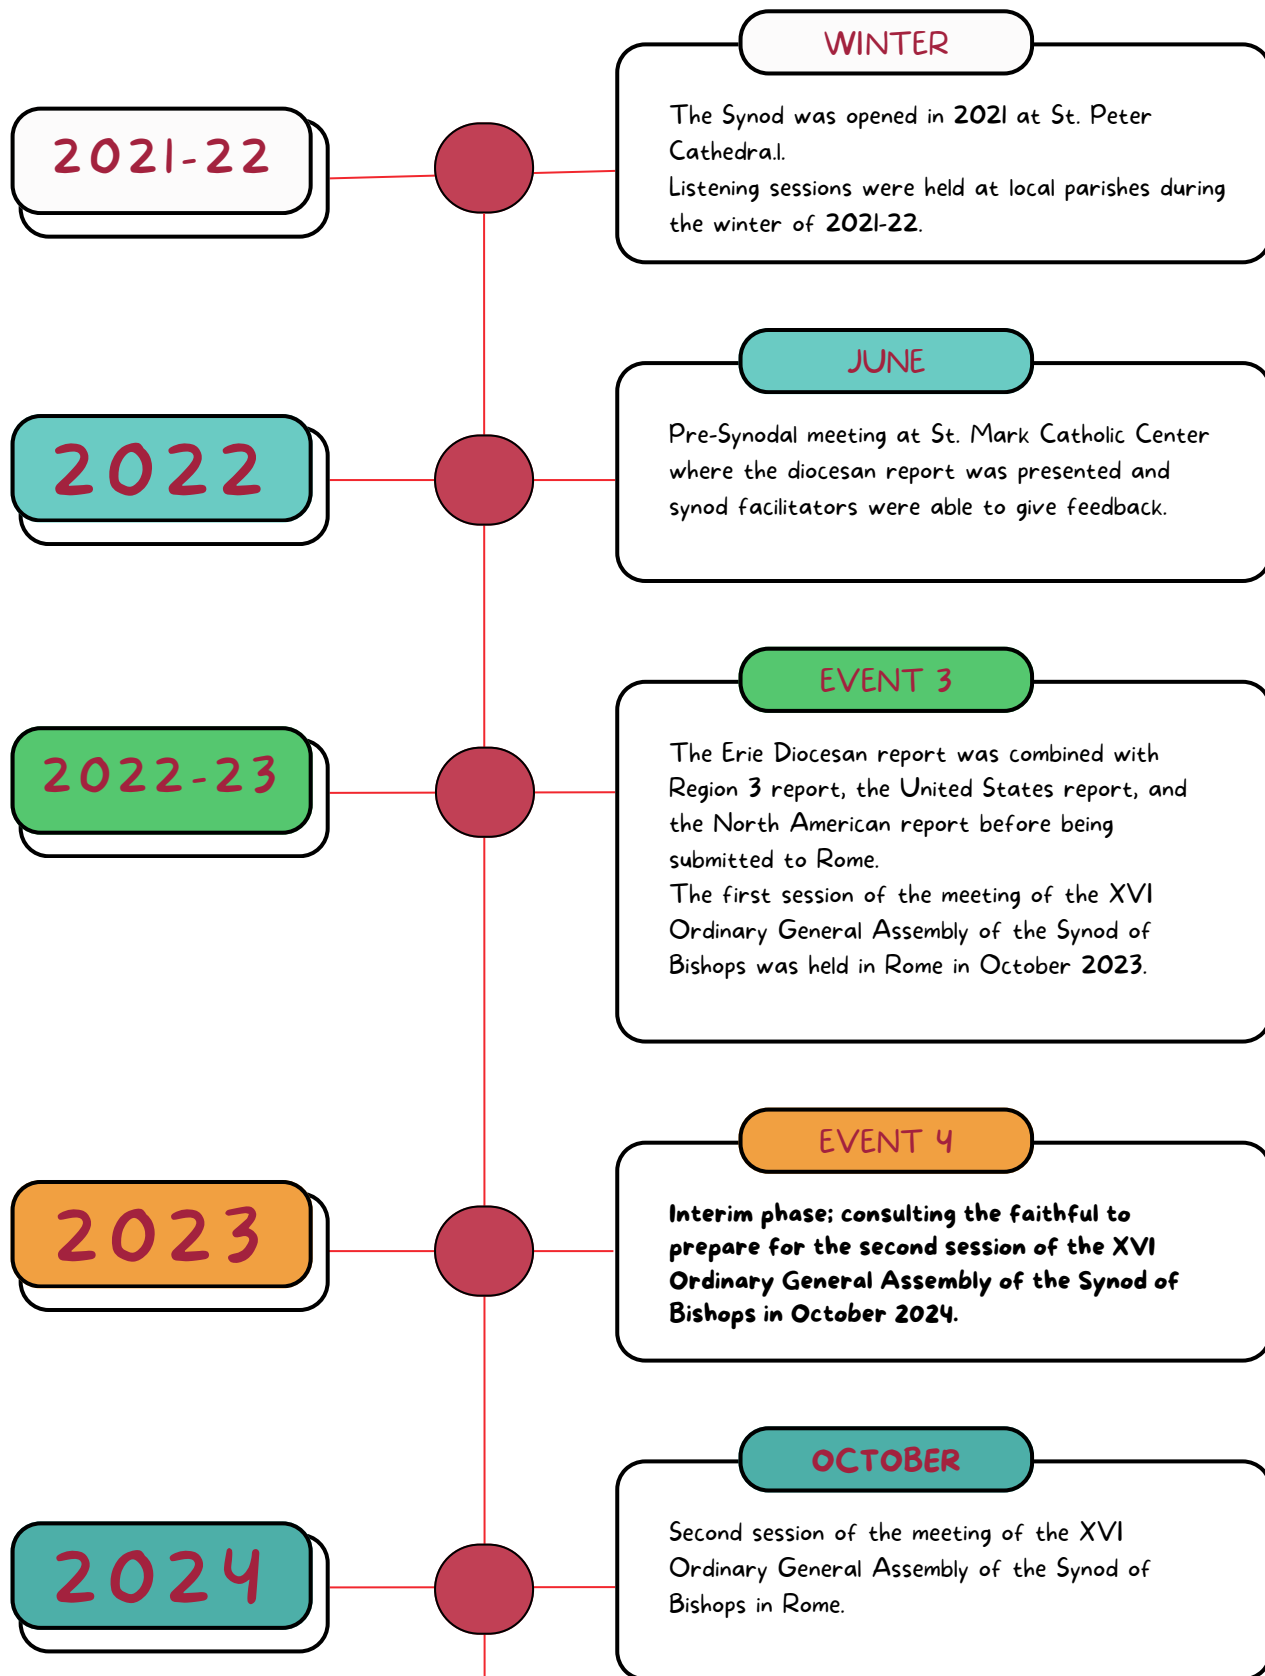 WINTER
2021-22
The Synod was opened in 2021 at St. Peter
Cathedra.l.
Listening sessions were held at local parishes during
the winter of 2021-22.
JUNE
2022
Pre-Synodal meeting at St. Mark Catholic Center
where the diocesan report was presented and
synod facilitators were able to give feedback.
EVENT 3
2022-23
The Erie Diocesan report was combined with
Region 3 report, the United States report, and
the North American report before being
submitted to Rome.
The first session of the meeting of the XVI
Ordinary General Assembly of the Synod of
Bishops was held in Rome in October 2023.
EVENT 4
2023
Interim phase; consulting the faithful to
prepare for the second session of the XVI
Ordinary General Assembly of the Synod of
Bishops in October 2024.
OCTOBER
2024
Second session of the meeting of the XVI
Ordinary General Assembly of the Synod of
Bishops in Rome.